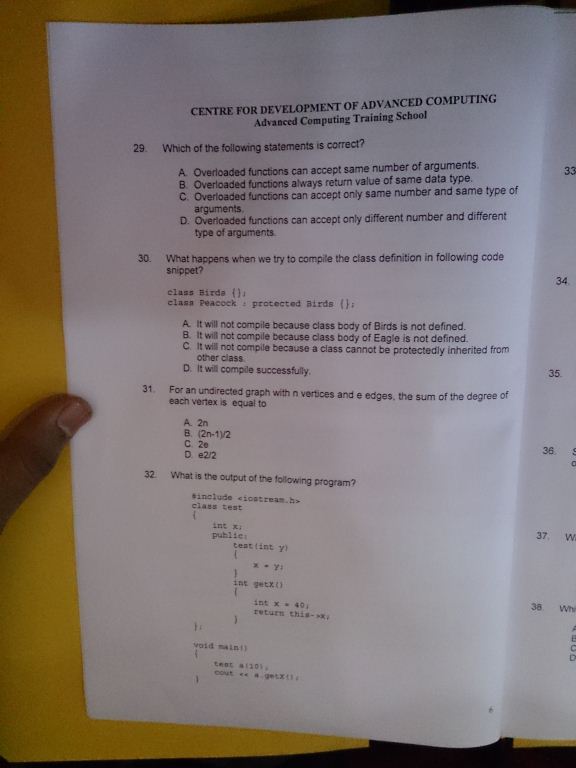 CENTRE FOR DEVELOPMENT OF ADVANCED COMPUTING
Advanced Computing Training School
29. Which of the following statements is correct?
A. Overloaded functions can accept same number of arguments.
B. Overloaded functions always return value of same data type.
C. Overloaded functions can accept only same number and same type of
arguments.
D. Overloaded functions can accept only different number and different
type of arguments.
30. What happens when we try to compile the class definition in following code
snippet?
class Birds {};
class Peacock : protected Birds {};
A. It will not compile because class body of Birds is not defined.
B. It will not compile because class body of Eagle is not defined.
C. It will not compile because a class cannot be protectedly inherited from
other class.
D. It will compile successfully.
31. For an undirected graph with n vertices and e edges, the sum of the degree of
each vertex is equal to
A. 2n
B. (2n-1)/2
C. 2e
D. e2/2
32. What is the output of the following program?
#include <iostream.h>
class test
{
int x;
public:
test(int y)
{
x = y;
}
int getX()
{
int x = 40;
return this->x;
}
};
void main()
{
test a(10);
cout << a.getX();
}
6
33
34.
35.
36.
37. W
38. Wh
A
B
C
D